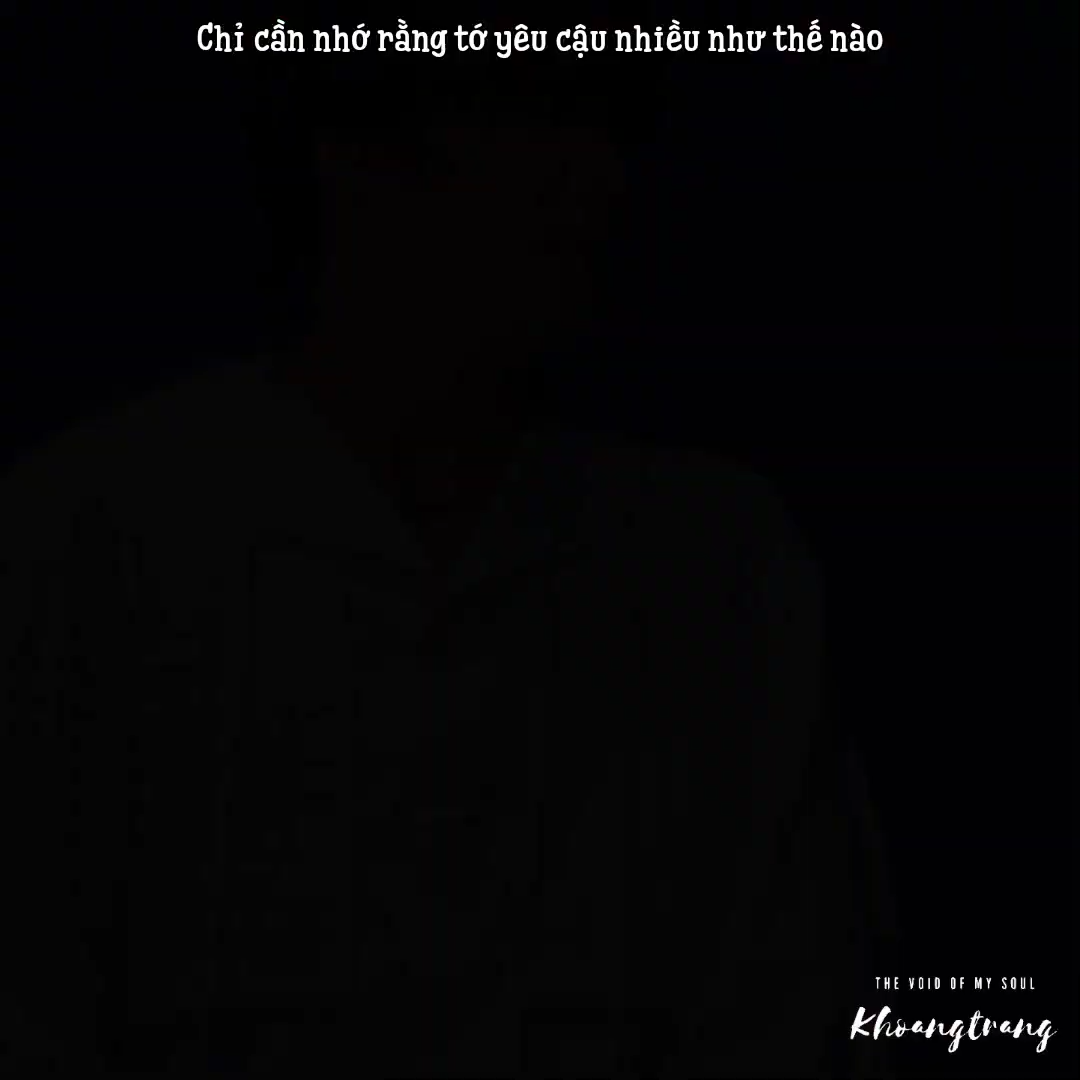 Chỉ cần nhớ rằng tớ yêu cậu nhiều như thế nào
THE VOID OF MY SOUL
Khoangtrang